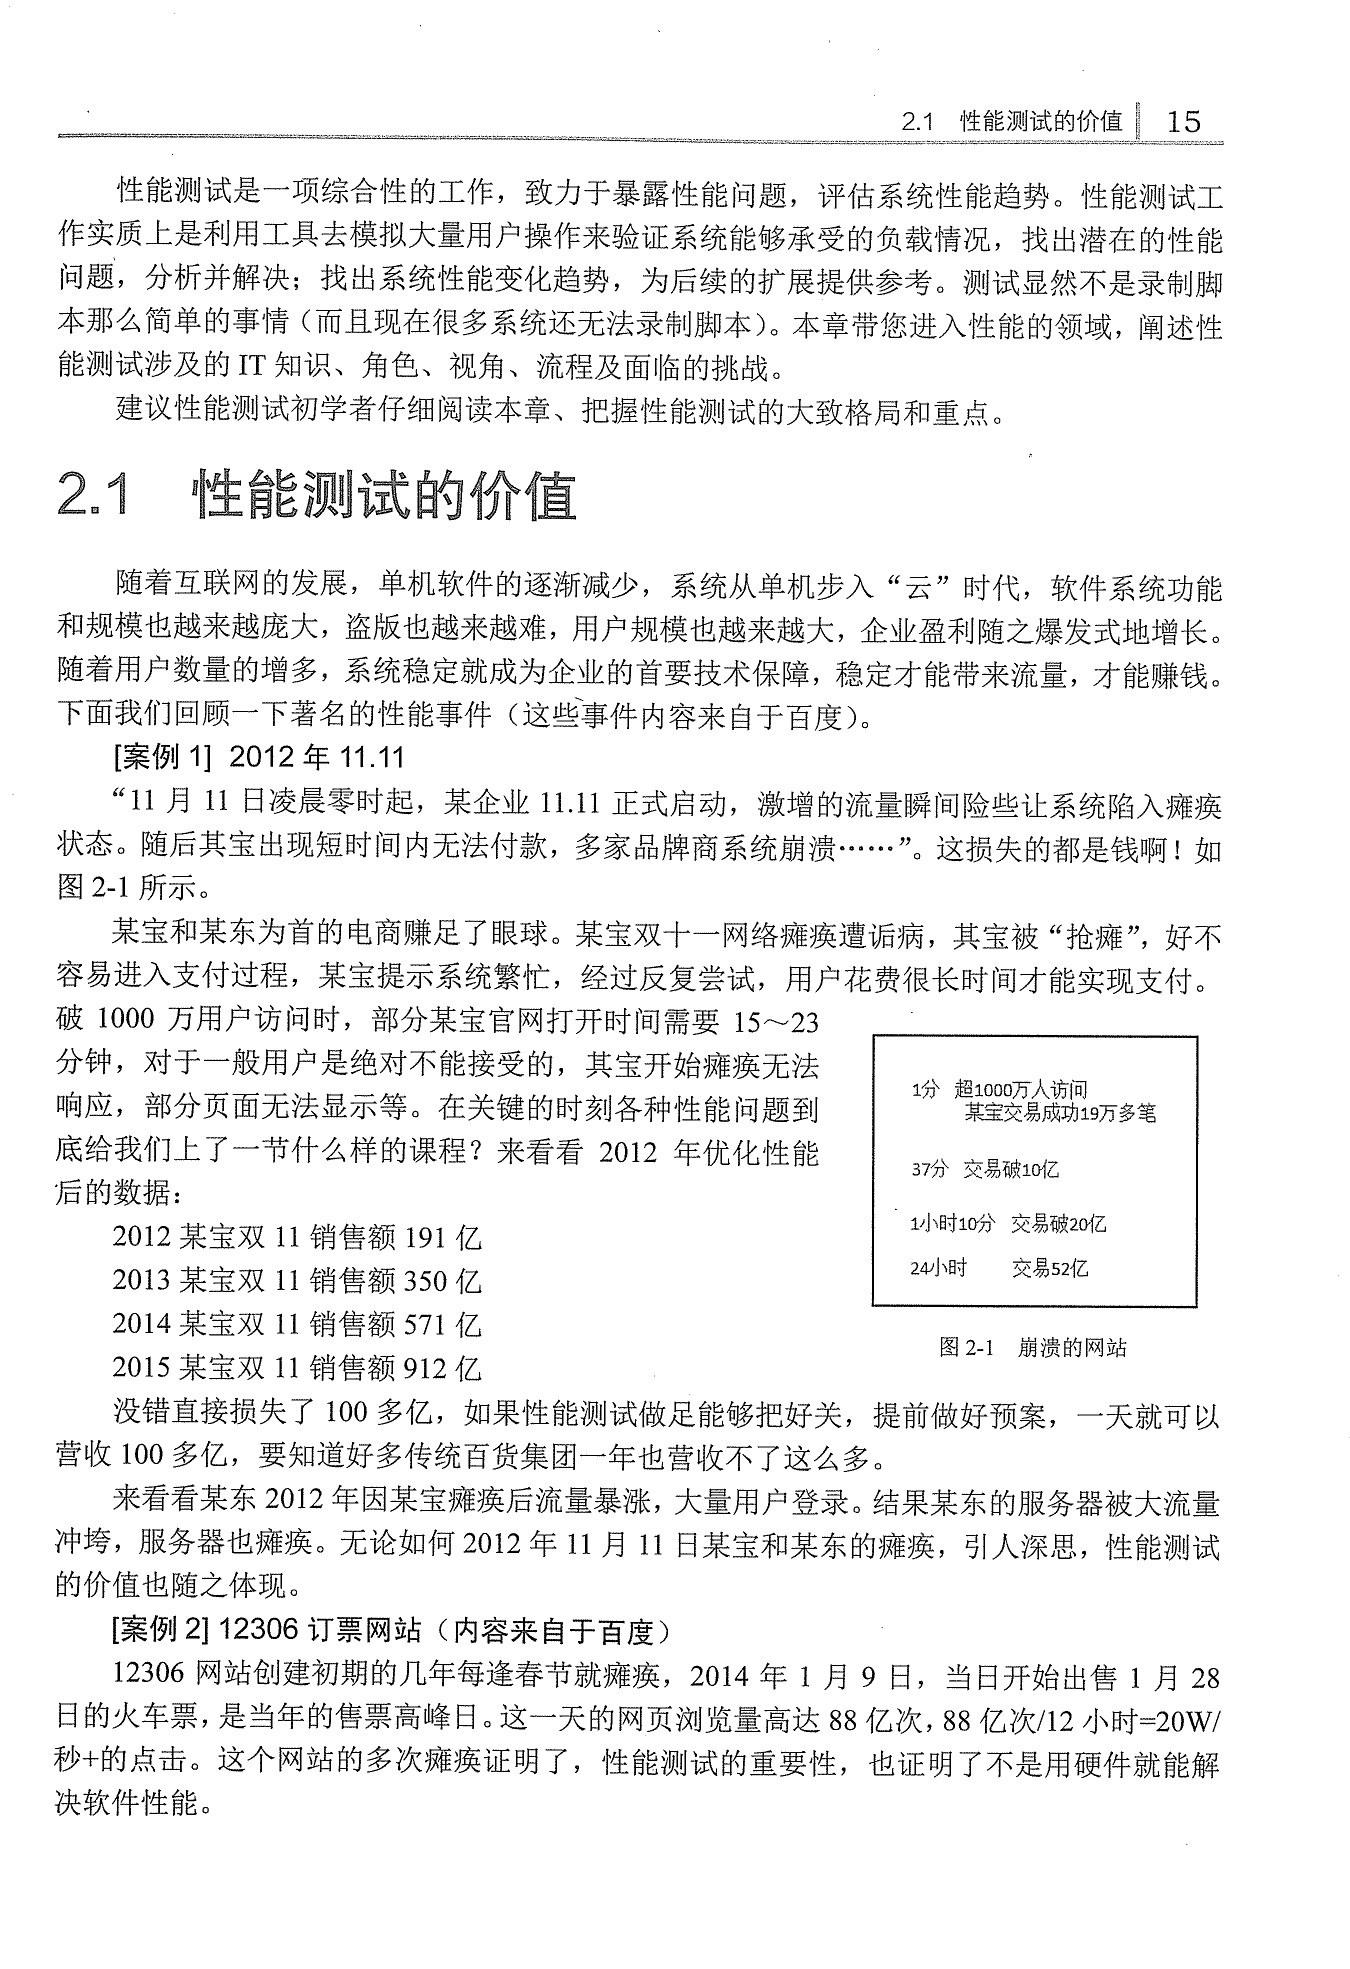 2.1 性能测试的价值 15
性能测试是一项综合性的工作，致力于暴露性能问题，评估系统性能趋势。性能测试工
作实质上是利用工具去模拟大量用户操作来验证系统能够承受的负载情况，找出潜在的性能
问题，分析并解决；找出系统性能变化趋势，为后续的扩展提供参考。测试显然不是录制脚
本那么简单的事情（而且现在很多系统还无法录制脚本）。本章带您进入性能的领域，阐述性
能测试涉及的 IT 知识、角色、视角、流程及面临的挑战。
建议性能测试初学者仔细阅读本章、把握性能测试的大致格局和重点。
2.1 性能测试的价值
随着互联网的发展，单机软件的逐渐减少，系统从单机步入“云”时代，软件系统功能
和规模也越来越庞大，盗版也越来越难，用户规模也越来越大，企业盈利随之爆发式地增长。
随着用户数量的增多，系统稳定就成为企业的首要技术保障，稳定才能带来流量，才能赚钱。
下面我们回顾一下著名的性能事件（这些事件内容来自于百度）。
[案例 1] 2012 年 11.11
“11 月 11 日凌晨零时起，某企业 11.11 正式启动，激增的流量瞬间险些让系统陷入瘫痪
状态。随后其宝出现短时间内无法付款，多家品牌商系统崩溃……”。这损失的都是钱啊！如
图 2-1 所示。
某宝和某东为首的电商赚足了眼球。某宝双十一网络瘫痪遭诟病，其宝被“抢瘫”，好不
容易进入支付过程，某宝提示系统繁忙，经过反复尝试，用户花费很长时间才能实现支付。
破 1000 万用户访问时，部分某宝官网打开时间需要 15～23
分钟，对于一般用户是绝对不能接受的，其宝开始瘫痪无法
响应，部分页面无法显示等。在关键的时刻各种性能问题到
底给我们上了一节什么样的课程？来看看 2012 年优化性能
后的数据：
2012 某宝双 11 销售额 191 亿
2013 某宝双 11 销售额 350 亿
2014 某宝双 11 销售额 571 亿
2015 某宝双 11 销售额 912 亿
1分 超1000万人访问
某宝交易成功19万多笔
37分 交易破10亿
1小时10分 交易破20亿
24小时 交易52亿
图 2-1 崩溃的网站
没错直接损失了 100 多亿，如果性能测试做足能够把好关，提前做好预案，一天就可以
营收 100 多亿，要知道好多传统百货集团一年也营收不了这么多。
来看看某东 2012 年因某宝瘫痪后流量暴涨，大量用户登录。结果某东的服务器被大流量
冲垮，服务器也瘫痪。无论如何 2012 年 11 月 11 日某宝和某东的瘫痪，引人深思，性能测试
的价值也随之体现。
[案例 2] 12306 订票网站（内容来自于百度）
12306 网站创建初期的几年每逢春节就瘫痪，2014 年 1 月 9 日，当日开始出售 1 月 28
日的火车票，是当年的售票高峰日。这一天的网页浏览量高达 88 亿次，88 亿次/12 小时=20W/
秒+的点击。这个网站的多次瘫痪证明了，性能测试的重要性，也证明了不是用硬件就能解
决软件性能。